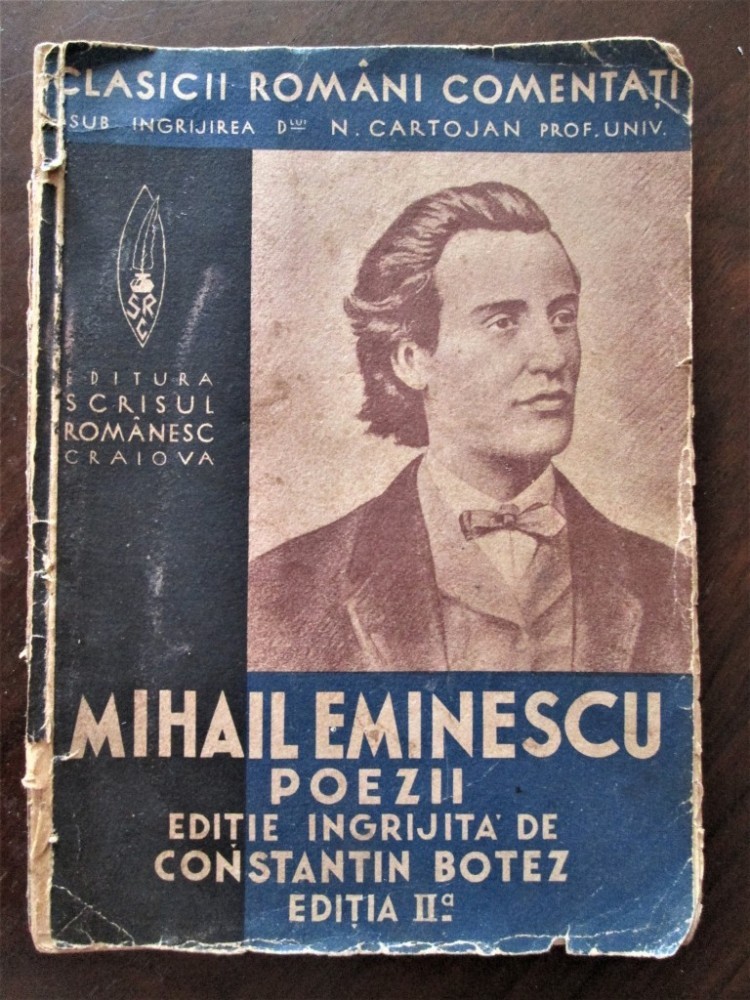 CLASICII ROMÂNI COMENTAȚI
SUB INGRIJIREA DLUI N. CARTOJAN PROF. UNIV.
SRC
EDITURA
SCRISUL
ROMÂNESC
CRAIOVA
MIHAIL EMINESCU
POEZII
EDIȚIE INGRIJITĂ DE
CONSTANTIN BOTEZ
EDIȚIA IIa